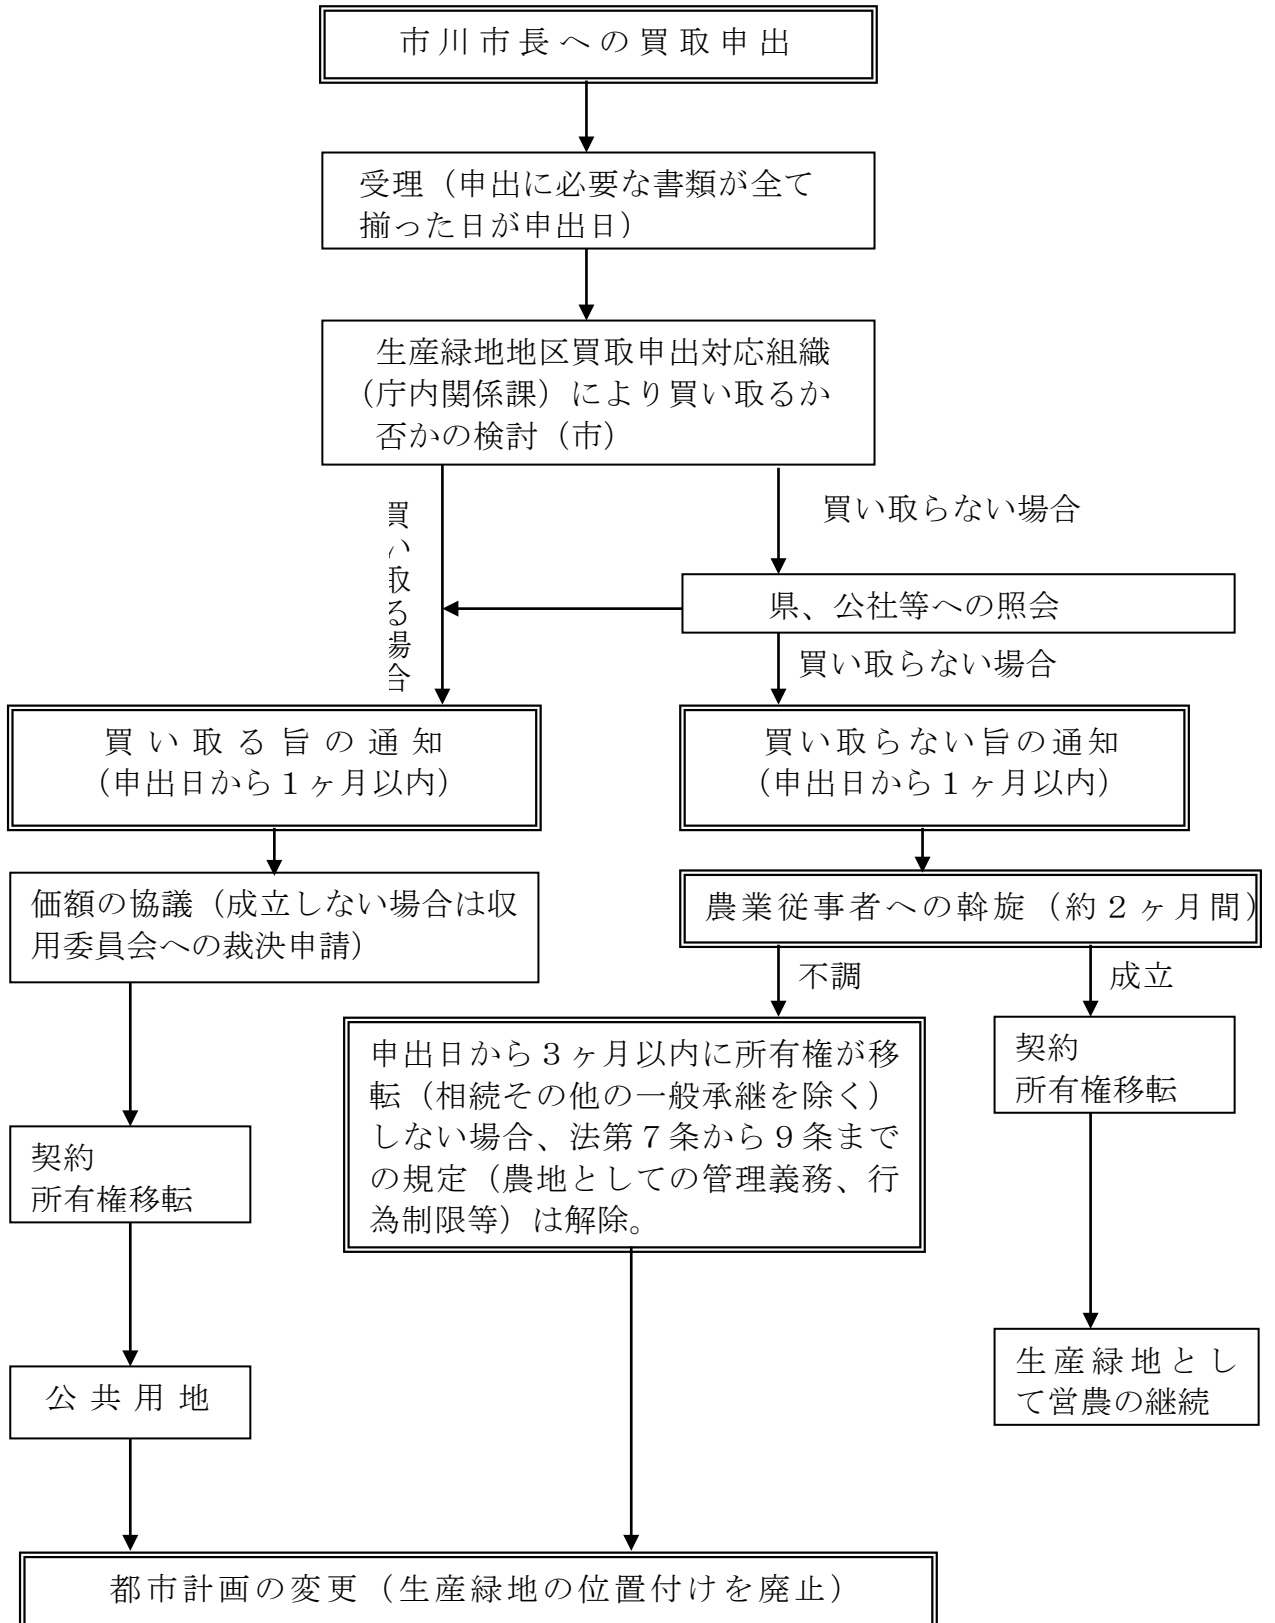 市川市長への買取申出
受理（申出に必要な書類が全て
揃った日が申出日）
生産緑地地区買取申出対応組織
（庁内関係課）により買い取るか
否かの検討（市）
買い取る場合
買い取らない場合
県、公社等への照会
買い取らない場合
買い取る旨の通知
（申出日から１ヶ月以内）
買い取らない旨の通知
（申出日から１ヶ月以内）
価額の協議（成立しない場合は収
用委員会への裁決申請）
農業従事者への斡旋（約２ヶ月間）
不調
成立
申出日から３ヶ月以内に所有権が移
転（相続その他の一般承継を除く）
しない場合、法第７条から９条まで
の規定（農地としての管理義務、行
為制限等）は解除。
契約
所有権移転
契約
所有権移転
生産緑地とし
て営農の継続
公共用地
都市計画の変更（生産緑地の位置付けを廃止）